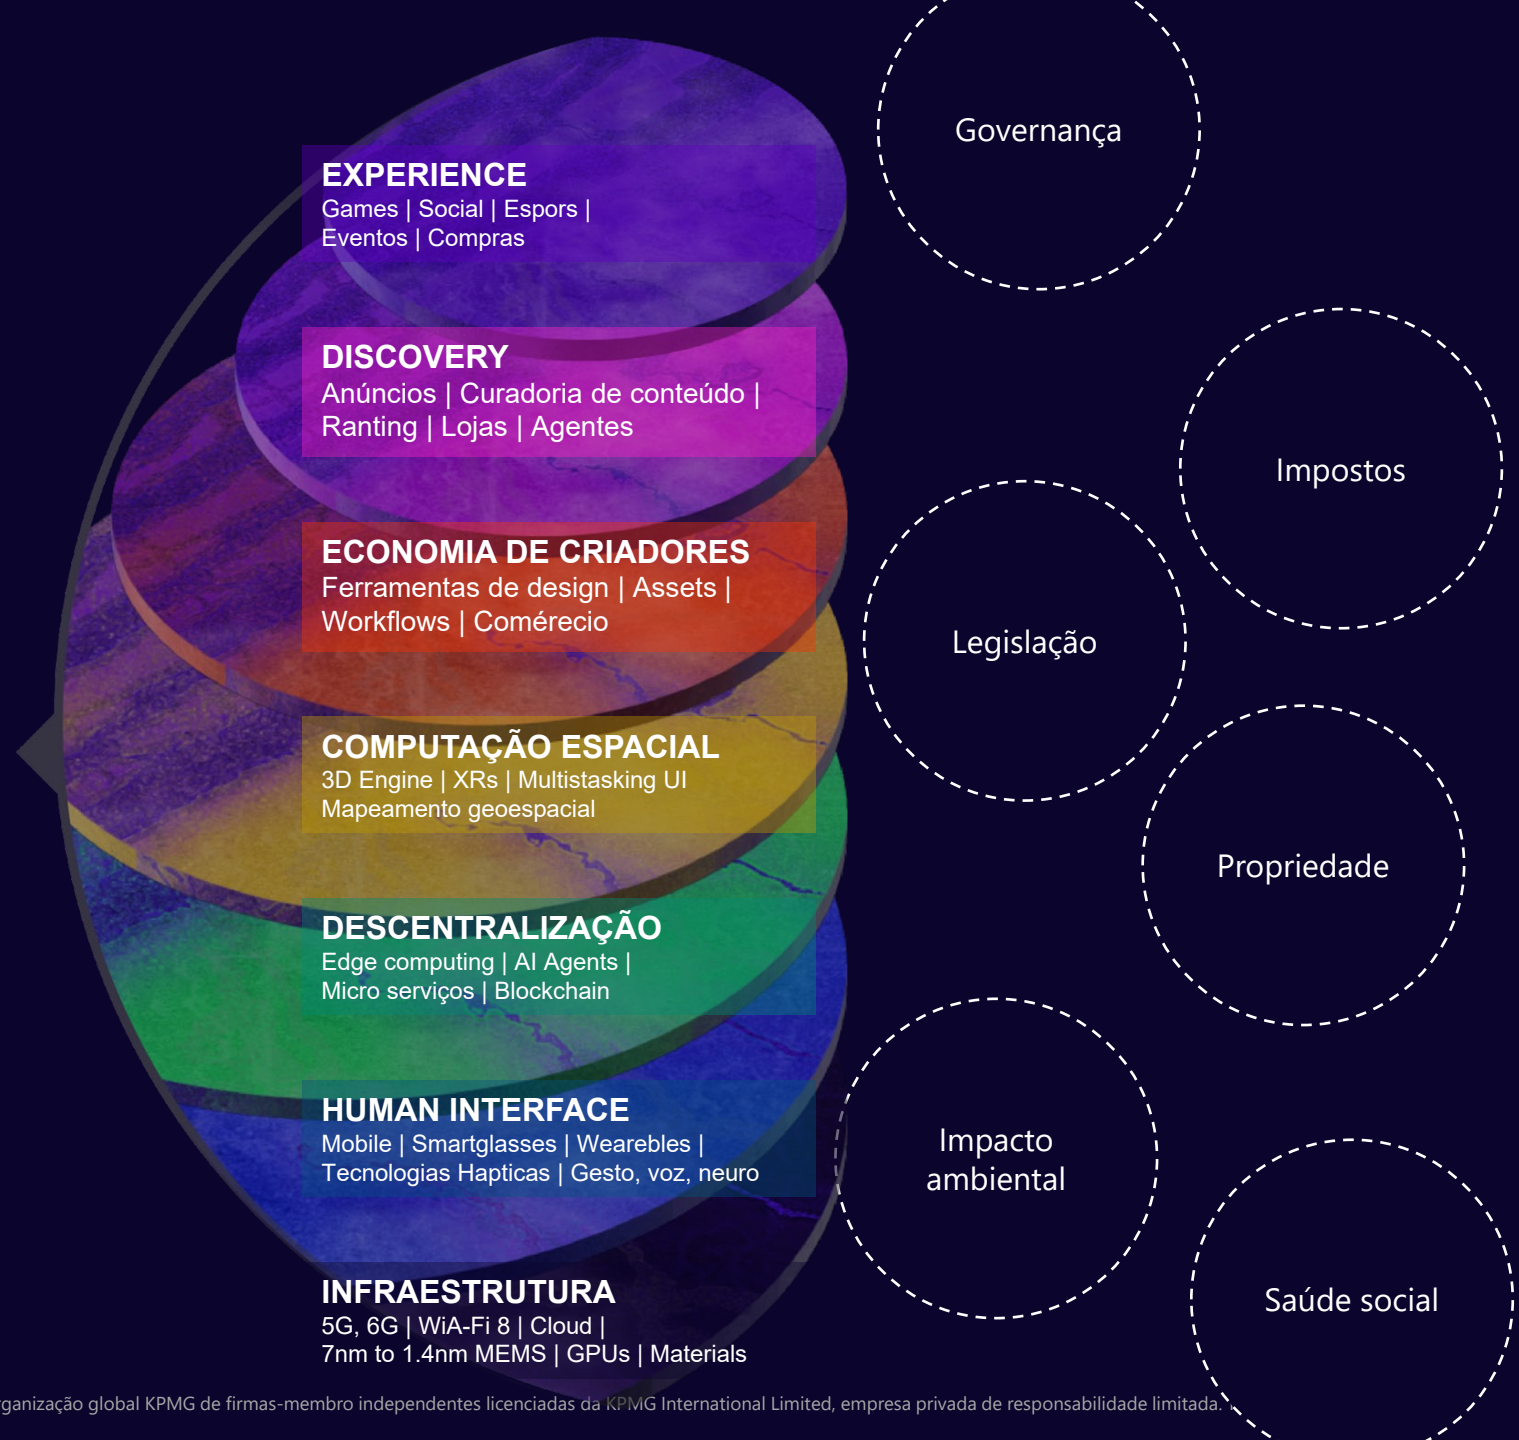 EXPERIENCE
Games | Social | Espors |
Eventos | Compras
DISCOVERY
Anúncios | Curadoria de conteúdo |
Ranting | Lojas | Agentes
ECONOMIA DE CRIADORES
Ferramentas de design | Assets |
Workflows | Comérecio
COMPUTAÇÃO ESPACIAL
3D Engine | XRs | Multistasking UI
Mapeamento geoespacial
DESCENTRALIZAÇÃO
Edge computing | AI Agents |
Micro serviços | Blockchain
HUMAN INTERFACE
Mobile | Smartglasses | Wearebles |
Tecnologias Hapticas | Gesto, voz, neuro
INFRAESTRUTURA
5G, 6G | WiA-Fi 8 | Cloud |
7nm to 1.4nm MEMS | GPUs | Materials
Governança
Impostos
Legislação
Propriedade
Impacto
ambiental
Saúde social
ganização global KPMG de firmas-membro independentes licenciadas da KPMG International Limited, empresa privada de responsabilidade limitada.